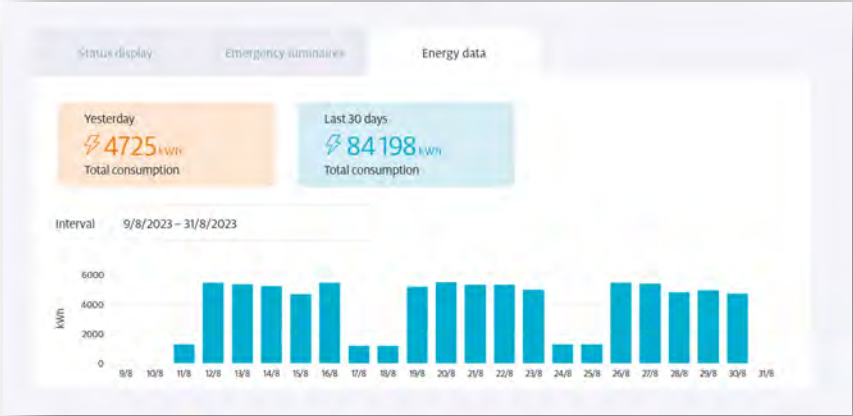 Status display Emergency luminaires Energy data
Yesterday
4725 kWh
Total consumption
Last 30 days
84198 kWh
Total consumption
Interval 9/8/2023 – 31/8/2023
6000
4000
2000
0
kWh
9/8 10/8 11/8 12/8 13/8 14/8 15/8 16/8 17/8 18/8 19/8 20/8 21/8 22/8 23/8 24/8 25/8 26/8 27/8 28/8 29/8 30/8 31/8